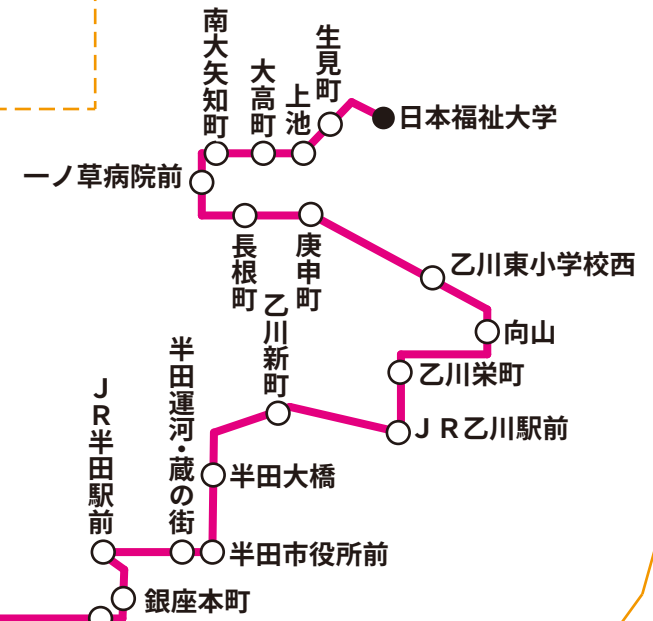 生見町
南大矢知町
大高町
上池
日本福祉大学
一ノ草病院前
長根町
庚申町
乙川東小学校西
向山
乙川新町
乙川栄町
半田運河・蔵の街
JR半田駅前
JR乙川駅前
半田大橋
半田市役所前
銀座本町